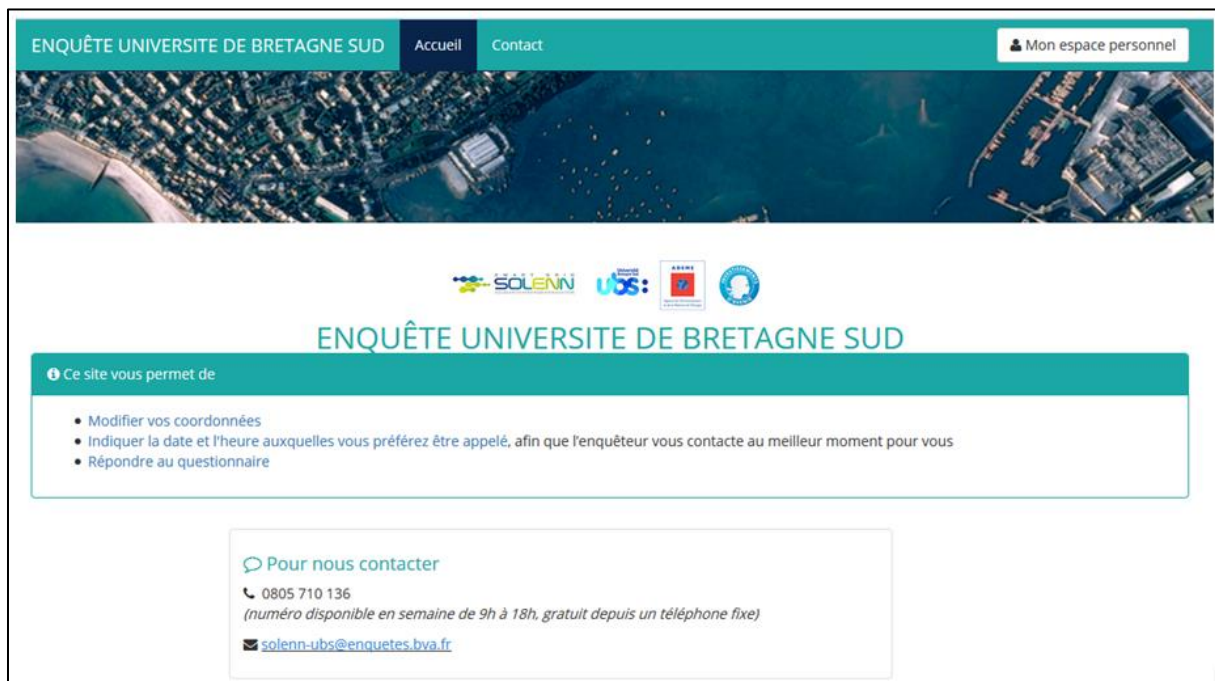 ENQUÊTE UNIVERSITE DE BRETAGNE SUD
Accueil
Contact
Mon espace personnel
SOLENN
ubs:
ADEME
ENQUÊTE UNIVERSITE DE BRETAGNE SUD
Ce site vous permet de
Modifier vos coordonnées
Indiquer la date et l'heure auxquelles vous préférez être appelé, afin que l'enquêteur vous contacte au meilleur moment pour vous
Répondre au questionnaire
Pour nous contacter
0805 710 136
(numéro disponible en semaine de 9h à 18h, gratuit depuis un téléphone fixe)
solenn-ubs@enquetes.bva.fr